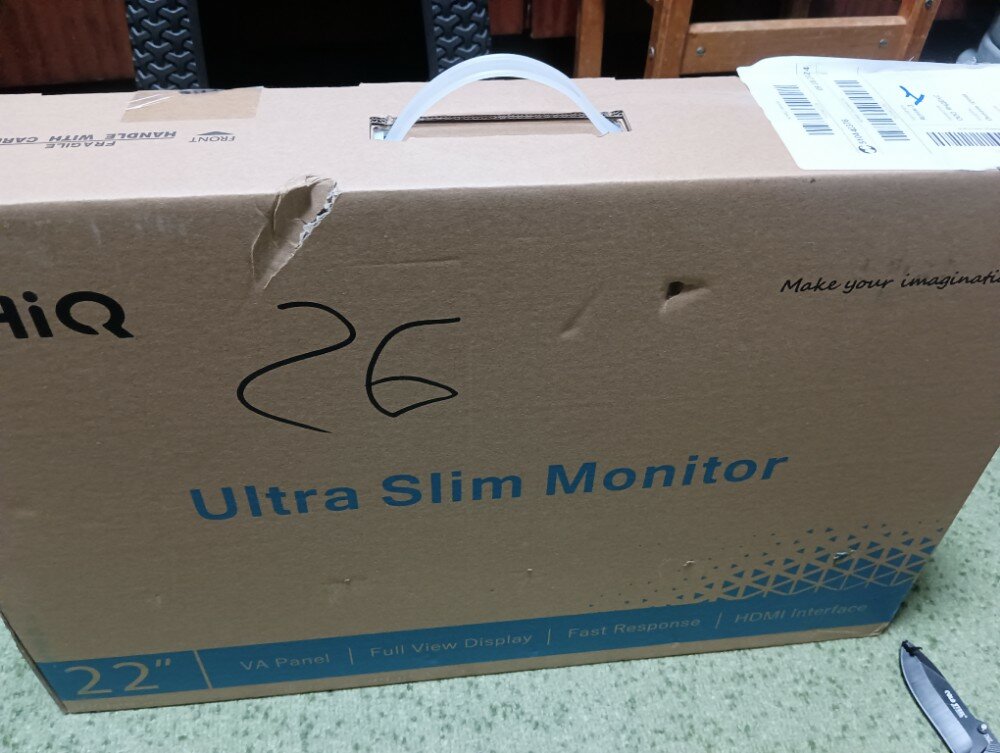 FRONT
FRAGILE
HANDLE WITH CARE
HiQ
Make your imaginatio
26
Ultra Slim Monitor
22" VA Panel | Full View Display | Fast Response | HDMI interface